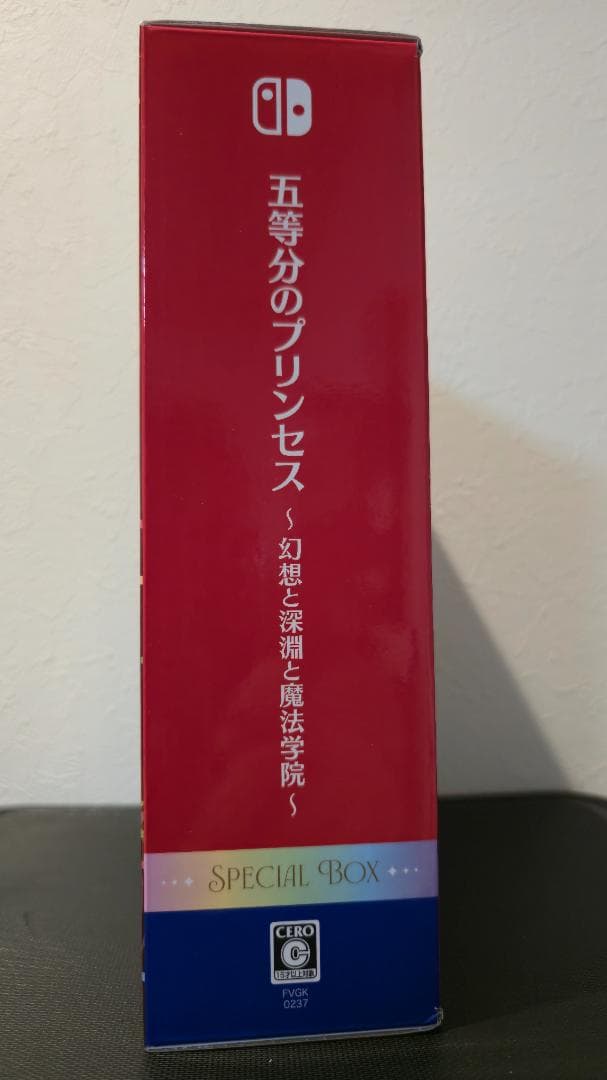 五等分のプリンセス
～幻想と深淵と魔法学院～
SPECIAL BOX
CERO
C
15才以上対象
FVGK
0237